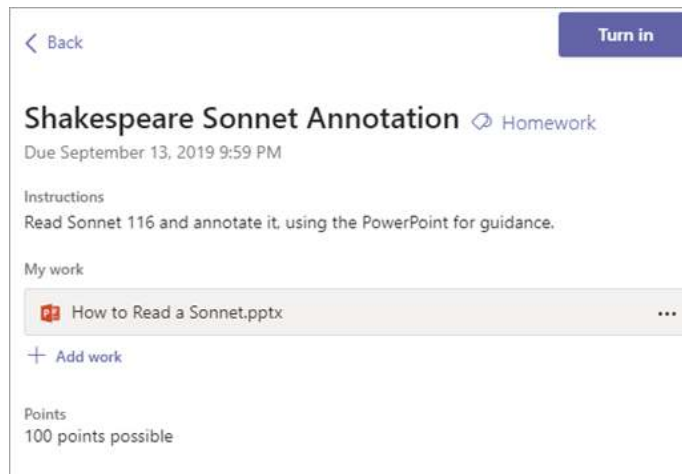 Back
Turn in
Shakespeare Sonnet Annotation Homework
Due September 13, 2019 9:59 PM
Instructions
Read Sonnet 116 and annotate it, using the PowerPoint for guidance.
My work
How to Read a Sonnet.pptx
Add work
Points
100 points possible